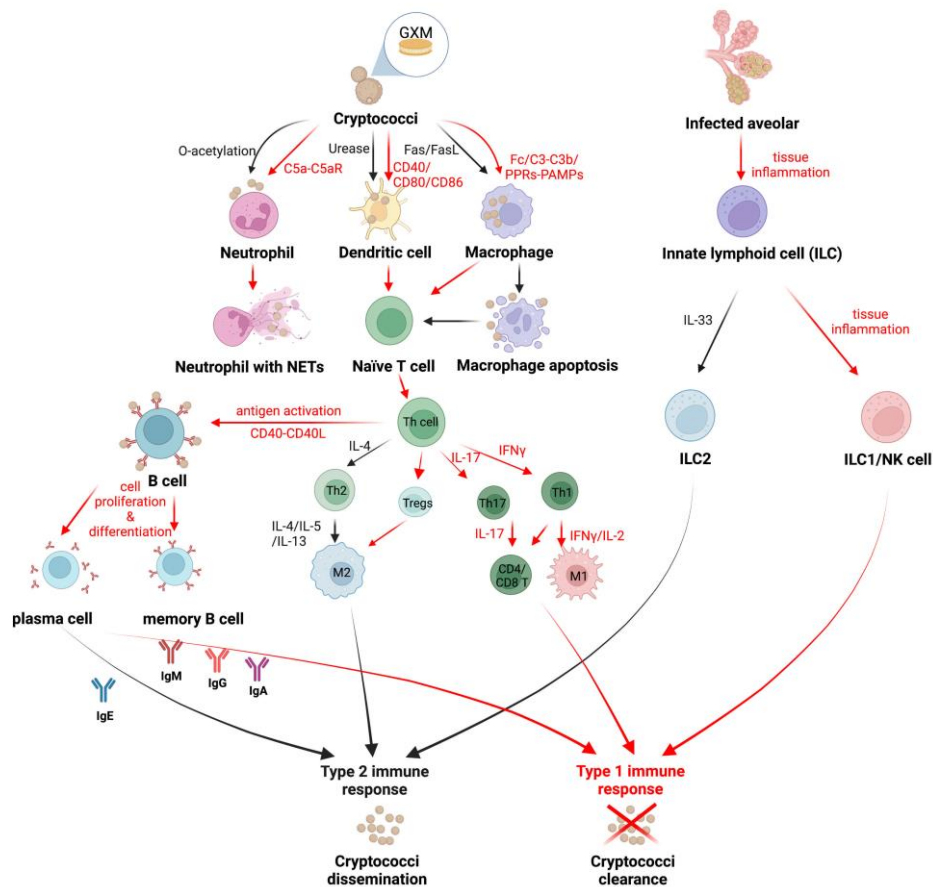 GXM
Cryptococci
Infected aveolar
O-acetylation
C5a-C5aR
Urease
Fas/FasL
CD40/
CD80/CD86
Fc/C3-C3b/
PPRs-PAMPs
tissue
inflammation
Neutrophil
Dendritic cell
Macrophage
Innate lymphoid cell (ILC)
IL-33
tissue
inflammation
Neutrophil with NETs
Naïve T cell
Macrophage apoptosis
antigen activation
CD40-CD40L
Th cell
B cell
IL-4
IL-17
IFNγ
ILC2
ILC1/NK cell
cell
proliferation
&
differentiation
Th2
Tregs
Th17
Th1
IL-4/IL-5
/IL-13
IL-17
IFNγ/IL-2
M2
CD4/
CD8 T
M1
plasma cell
memory B cell
IgM
IgG
IgA
IgE
Type 2 immune
response
Type 1 immune
response
Cryptococci
dissemination
Cryptococci
clearance